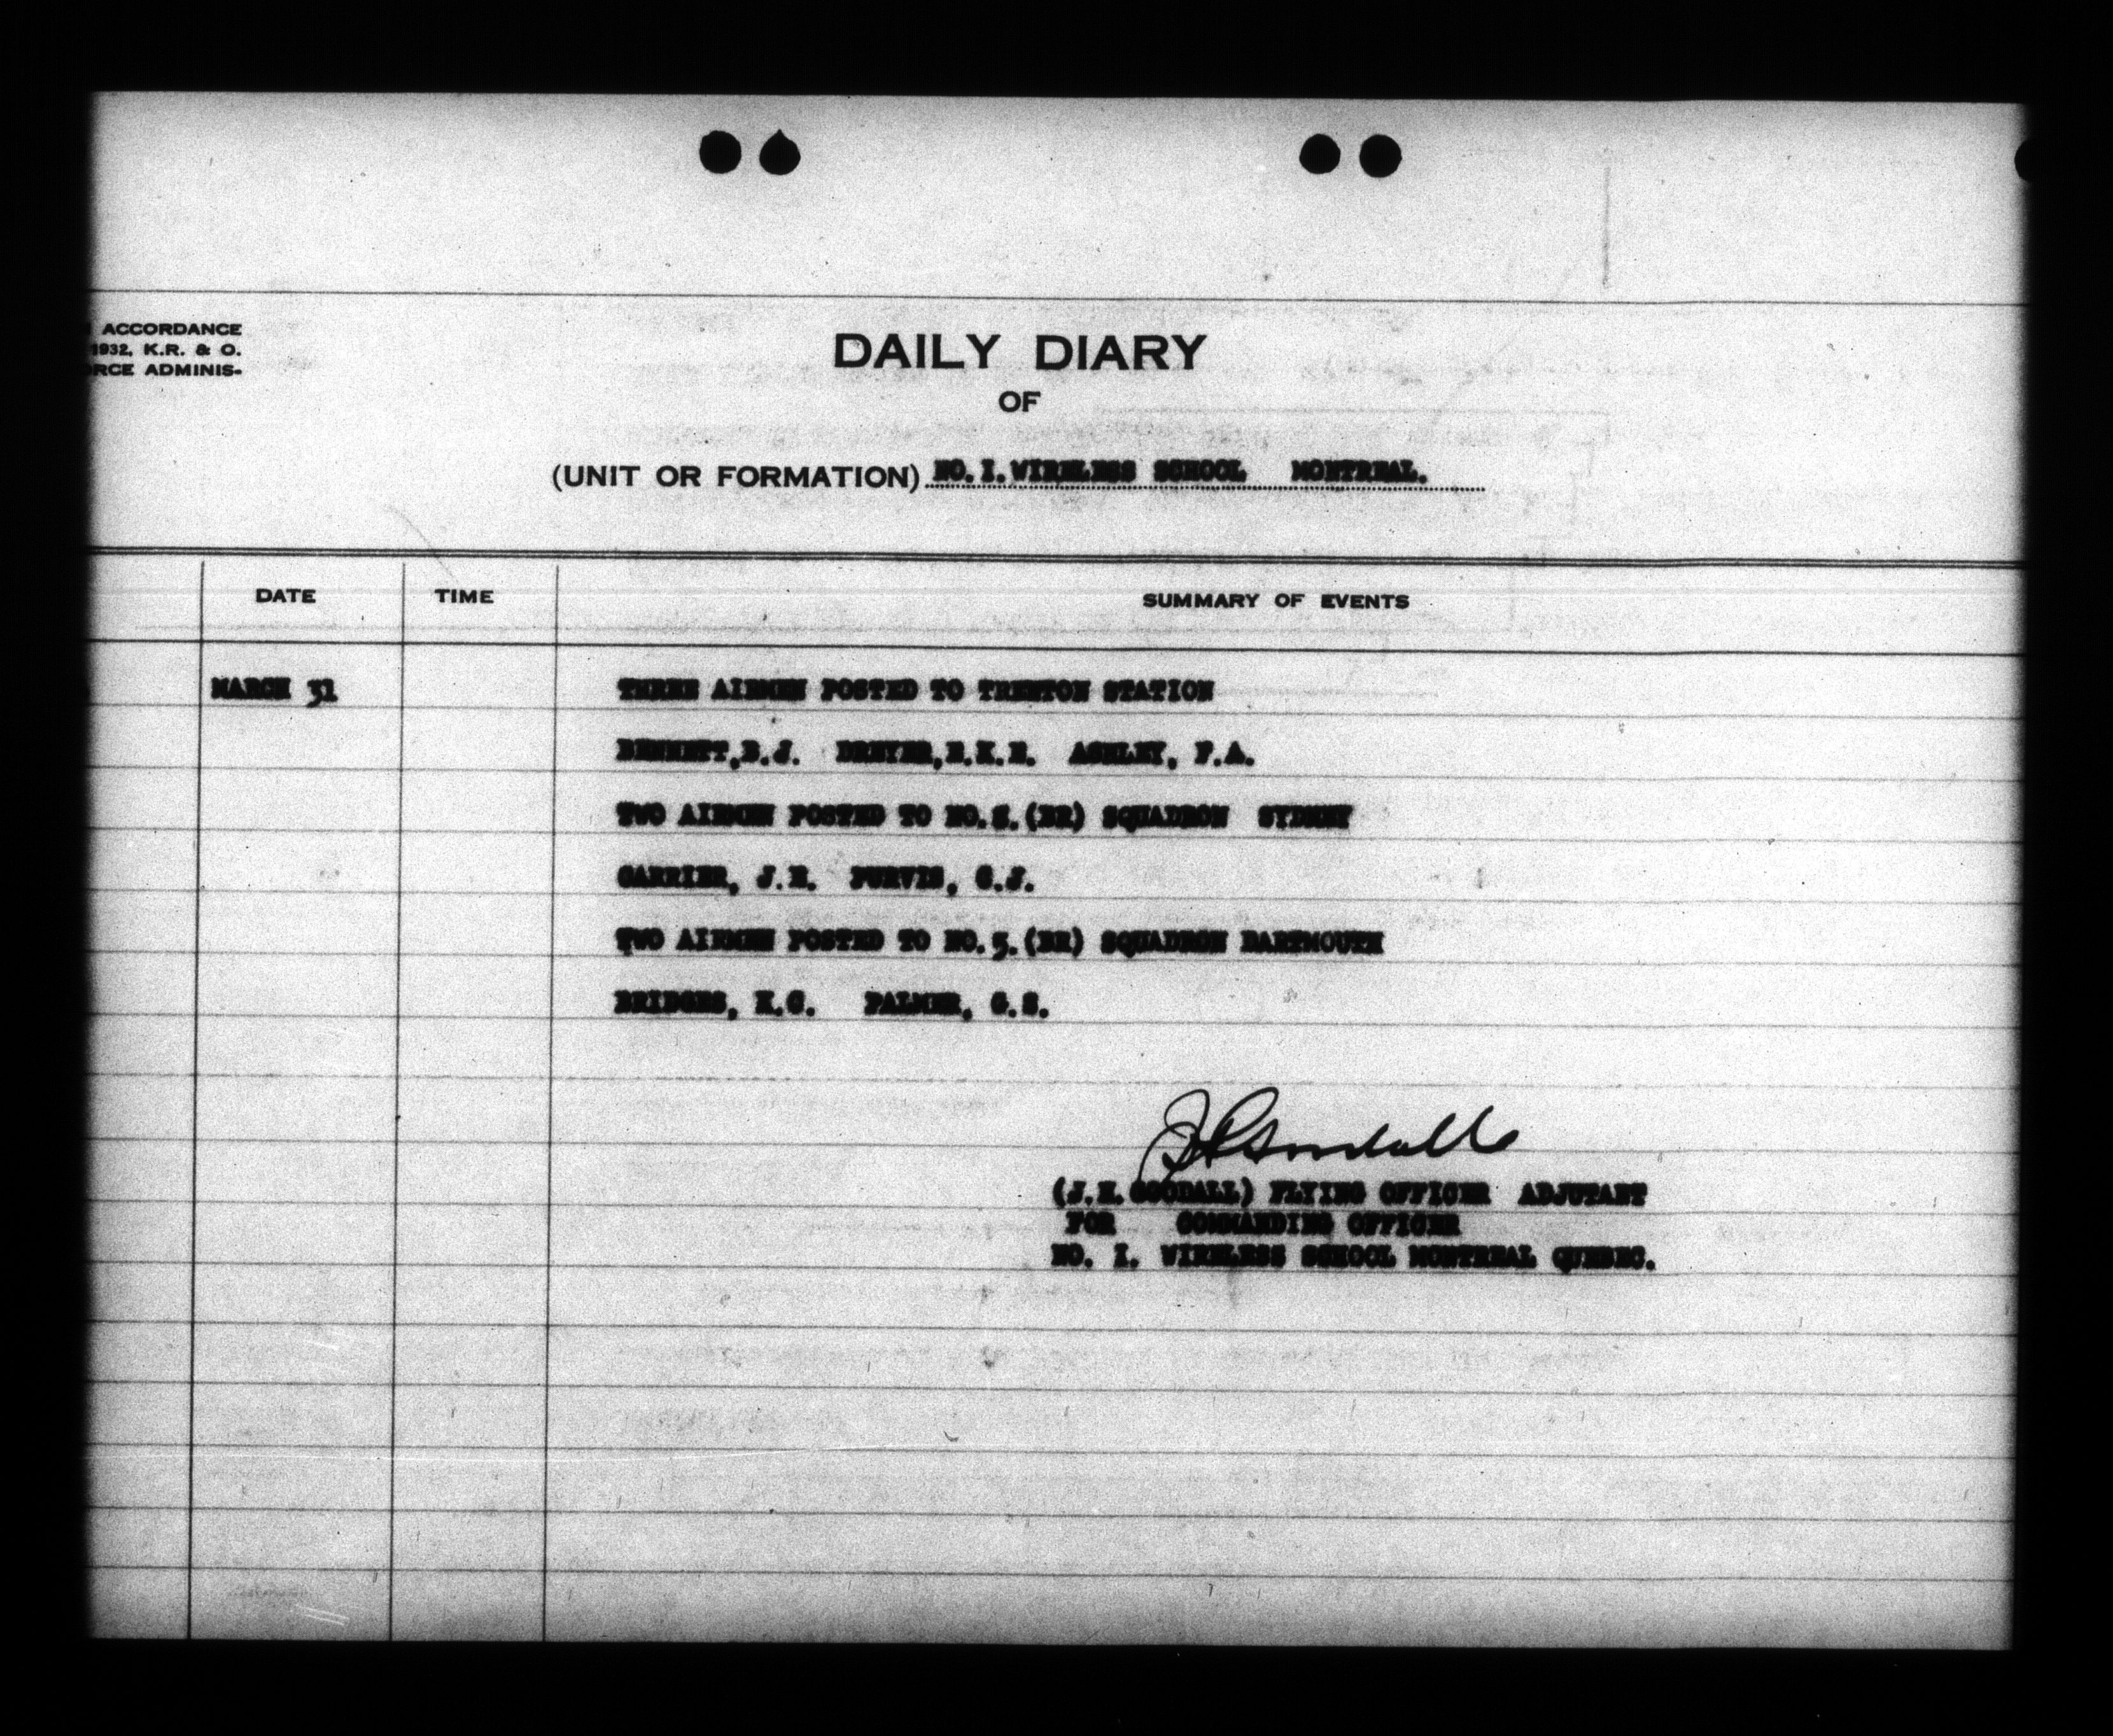 ACCORDANCE
1932, K.R. & O.
ORCE ADMINIS-
DAILY DIARY
OF
(UNIT OR FORMATION) NO. I. WIRELESS SCHOOL MONTREAL.
DATE TIME SUMMARY OF EVENTS
MARCH 31 THREE AIRMEN POSTED TO TRENTON STATION
BENNETT, B.J. DREYER, ASHLEY, F.A.
TWO AIRMEN POSTED TO NO. (BR) SQUADRON SYDNEY
CARRIER, PURVIS,
TWO AIRMEN POSTED TO NO. 5. (BR) SQUADRON DARTMOUTH
BRIDGES, PALMER, G.S.
(J. GOODALL) FLYING OFFICER ADJUTANT
FOR COMMANDING OFFICER
NO. I. WIRELESS SCHOOL MONTREAL QUEBEC.